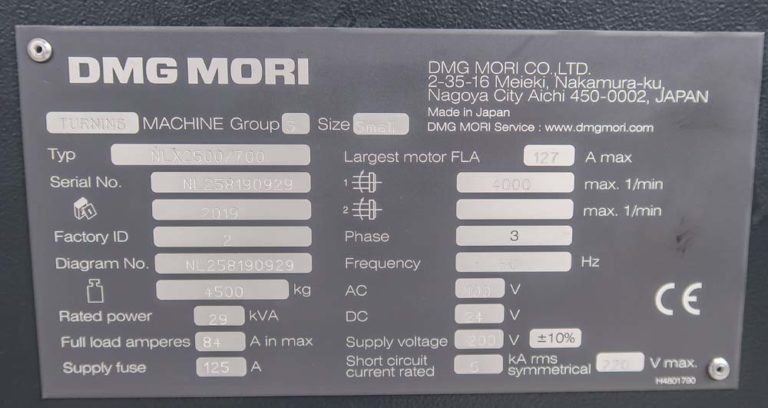 DMG MORI
DMG MORI CO. LTD.
2-35-16 Meieki, Nakamura-ku,
Nagoya City Aichi 450-0002, JAPAN
Made in Japan
DMG MORI Service : www.dmgmori.com
TURNING MACHINE Group 5 Size Small
Typ NLX2500/700
Serial No. NL258190929
2019
Factory ID 2
Diagram No. NL258190929
4500 kg
Rated power 29 kVA
Full load amperes 84 A in max
Supply fuse 125 A
Largest motor FLA 127 A max
1 4000 max. 1/min
2 max. 1/min
Phase 3
Frequency Hz
AC 100 V
DC 24 V
Supply voltage 200 V ±10%
Short circuit current rated 5 kA rms symmetrical V max.
CE
H4801790